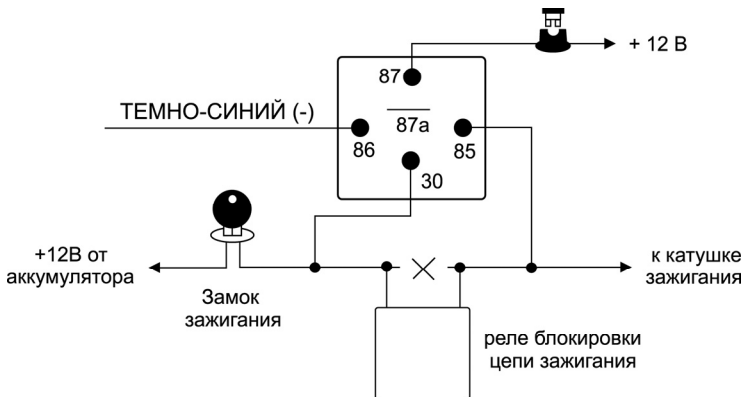 + 12 В
87
ТЕМНО-СИНИЙ (-)
87а
86
85
30
+12В от
аккумулятора
к катушке
зажигания
Замок
зажигания
реле блокировки
цепи зажигания